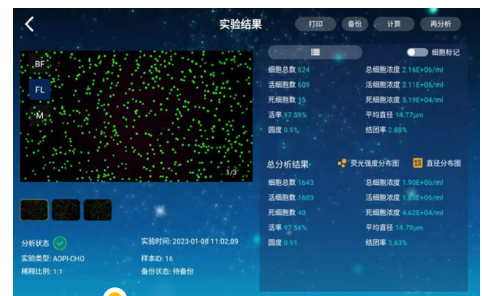 实验结果 打印 备份 计算 再分析
细胞标记
BF
FL
M
3/3
细胞总数 624 总细胞浓度 2.16E+06/ml
活细胞数 609 活细胞浓度 2.11E+06/ml
死细胞数 15 死细胞浓度 5.19E+04/ml
活率 97.59% 平均直径 14.77μm
圆度 0.91 结团率 2.88%
总分析结果: 荧光强度分布图 直径分布图
细胞总数 1643 总细胞浓度 1.90E+06/ml
活细胞数 1603 活细胞浓度 1.85E+06/ml
死细胞数 40 死细胞浓度 4.62E+04/ml
活率 97.56% 平均直径 14.79μm
圆度 0.91 结团率 3.63%
分析状态 实验时间: 2023-01-08 11:02:09
实验类型: AOPI-CHO 样本ID: 16
稀释比例: 1:1 备份状态: 待备份